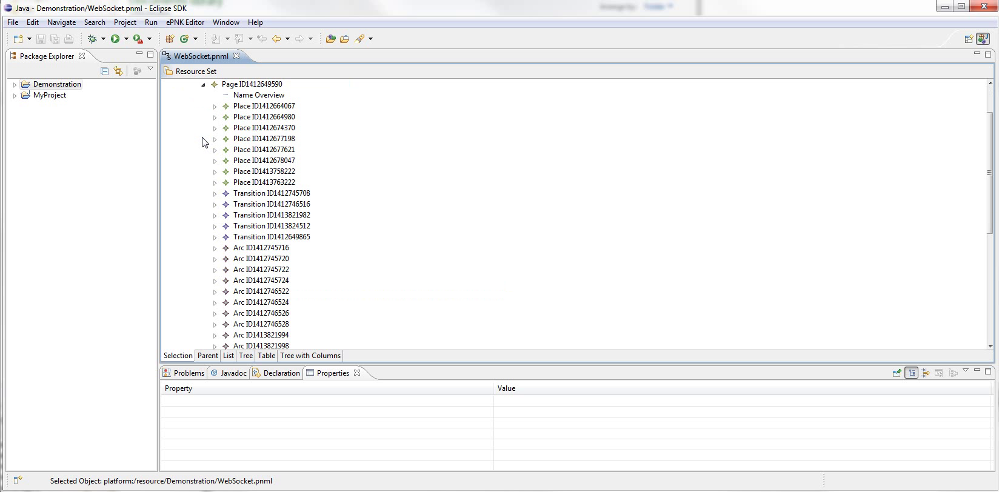 Java - Demonstration/WebSocket.pnml - Eclipse SDK
File Edit Navigate Search Project Run ePNK Editor Window Help
Package Explorer
WebSocket.pnml
Resource Set
Demonstration
MyProject
Page ID1412649590
Name Overview
Place ID1412664067
Place ID1412664980
Place ID1412674370
Place ID1412677198
Place ID1412677621
Place ID1412678047
Place ID1413758222
Place ID1413763222
Transition ID1412745708
Transition ID1412746516
Transition ID1413821982
Transition ID1413824512
Transition ID1412649865
Arc ID1412745716
Arc ID1412745720
Arc ID1412745722
Arc ID1412745724
Arc ID1412746522
Arc ID1412746524
Arc ID1412746526
Arc ID1412746528
Arc ID1413821994
Arc ID1413821998
Selection Parent List Tree Table Tree with Columns
Problems @ Javadoc Declaration Properties
Property Value
Selected Object: platform:/resource/Demonstration/WebSocket.pnml